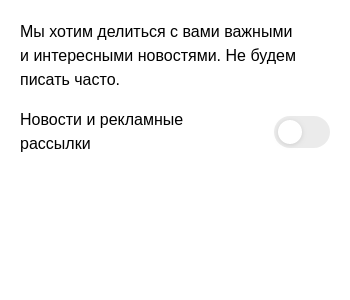 Мы хотим делиться с вами важными
и интересными новостями. Не будем
писать часто.
Новости и рекламные
рассылки